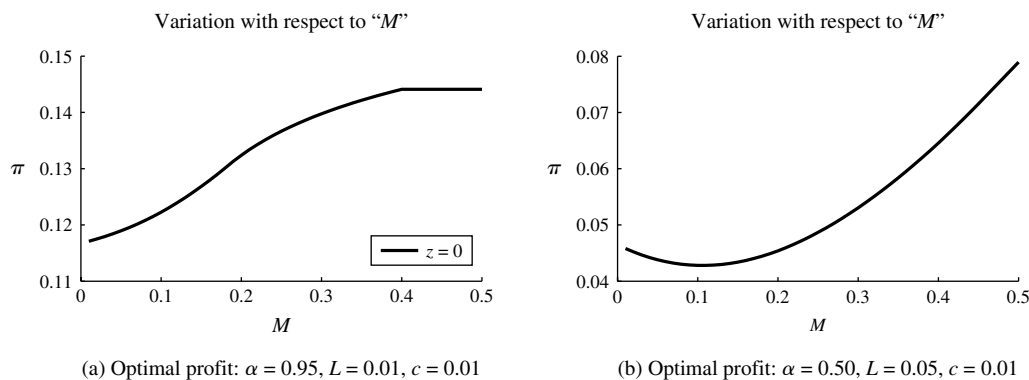 Variation with respect to “M”
0.15
0.14
0.13
0.12
0.11
π
0
0.1
0.2
0.3
0.4
0.5
M
z = 0
(a) Optimal profit: α = 0.95, L = 0.01, c = 0.01
Variation with respect to “M”
0.08
0.07
0.06
0.05
0.04
π
0
0.1
0.2
0.3
0.4
0.5
M
(b) Optimal profit: α = 0.50, L = 0.05, c = 0.01